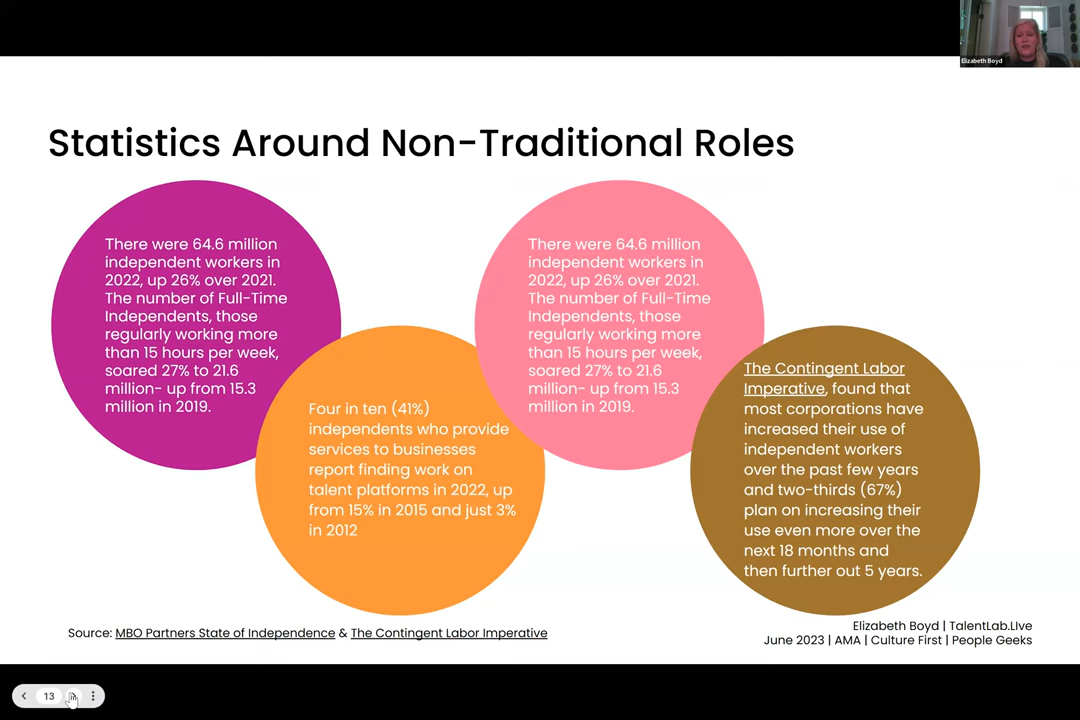 Elizabeth Boyd
Statistics Around Non-Traditional Roles
There were 64.6 million
independent workers in
2022, up 26% over 2021.
The number of Full-Time
Independents, those
regularly working more
than 15 hours per week,
soared 27% to 21.6
million- up from 15.3
million in 2019.
Four in ten (41%)
independents who provide
services to businesses
report finding work on
talent platforms in 2022, up
from 15% in 2015 and just 3%
in 2012
There were 64.6 million
independent workers in
2022, up 26% over 2021.
The number of Full-Time
Independents, those
regularly working more
than 15 hours per week,
soared 27% to 21.6
million- up from 15.3
million in 2019.
The Contingent Labor
Imperative, found that
most corporations have
increased their use of
independent workers
over the past few years
and two-thirds (67%)
plan on increasing their
use even more over the
next 18 months and
then further out 5 years.
Source: MBO Partners State of Independence & The Contingent Labor Imperative
Elizabeth Boyd | TalentLab.LIve
June 2023 | AMA | Culture First | People Geeks
13